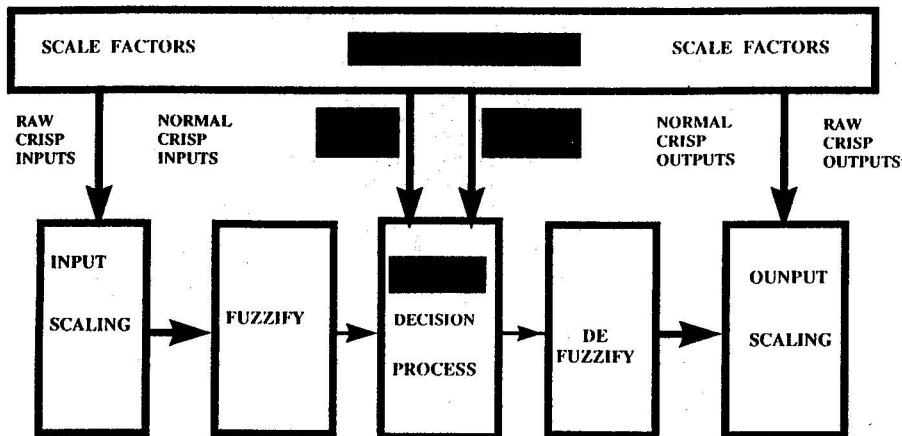 SCALE FACTORS
SCALE FACTORS
RAW
CRISP
INPUTS
NORMAL
CRISP
INPUTS
NORMAL
CRISP
OUTPUTS
RAW
CRISP
OUTPUTS
INPUT
SCALING
FUZZIFY
DECISION
PROCESS
DE
FUZZIFY
OUNPUT
SCALING